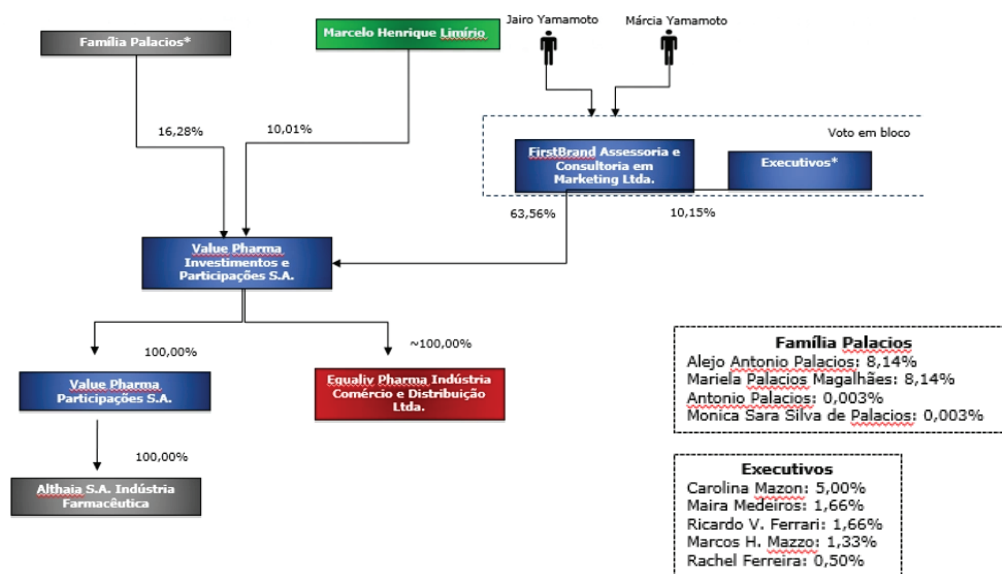 Família Palacios*
Marcelo Henrique Limírio
Jairo Yamamoto
Márcia Yamamoto
16,28%
10,01%
Voto em bloco
FirstBrand Assessoria e
Consultoria em
Marketing Ltda.
Executivos*
63,56%
10,15%
Value Pharma
Investimentos e
Participações S.A.
100,00%
~100,00%
Value Pharma
Participações S.A.
Equaliv Pharma Indústria
Comércio e Distribuição
Ltda.
100,00%
Althaia S.A. Indústria
Farmacêutica
Família Palacios
Alejo Antonio Palacios: 8,14%
Mariela Palacios Magalhães: 8,14%
Antonio Palacios: 0,003%
Monica Sara Silva de Palacios: 0,003%
Executivos
Carolina Mazon: 5,00%
Maira Medeiros: 1,66%
Ricardo V. Ferrari: 1,66%
Marcos H. Mazzo: 1,33%
Rachel Ferreira: 0,50%